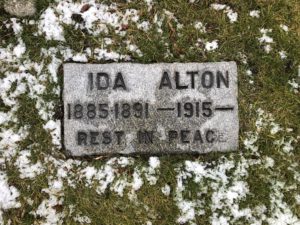 IDA ALTON
1885-1891 —1915—
REST IN PEACE